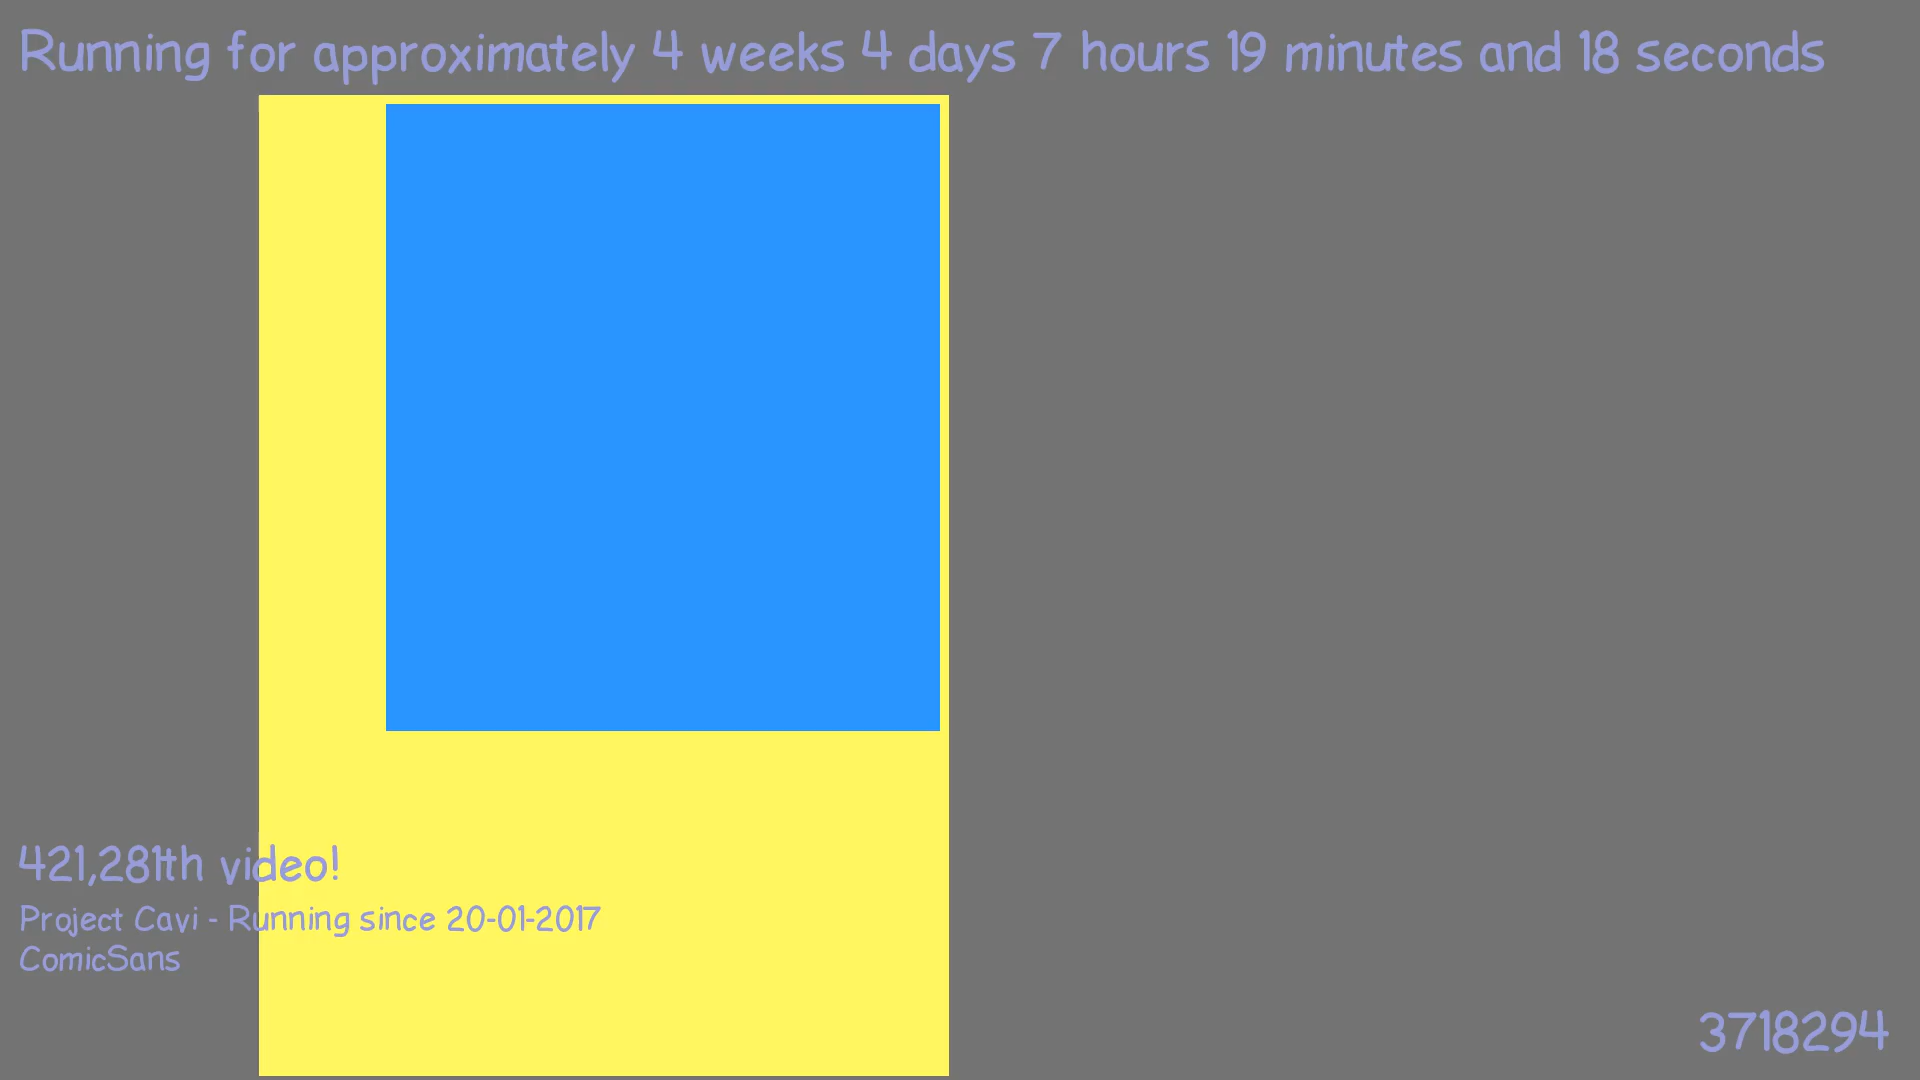 Running for approximately 4 weeks 4 days 7 hours 19 minutes and 18 seconds
421,281th video!
Project Cavi - Running since 20-01-2017
ComicSans
3718294